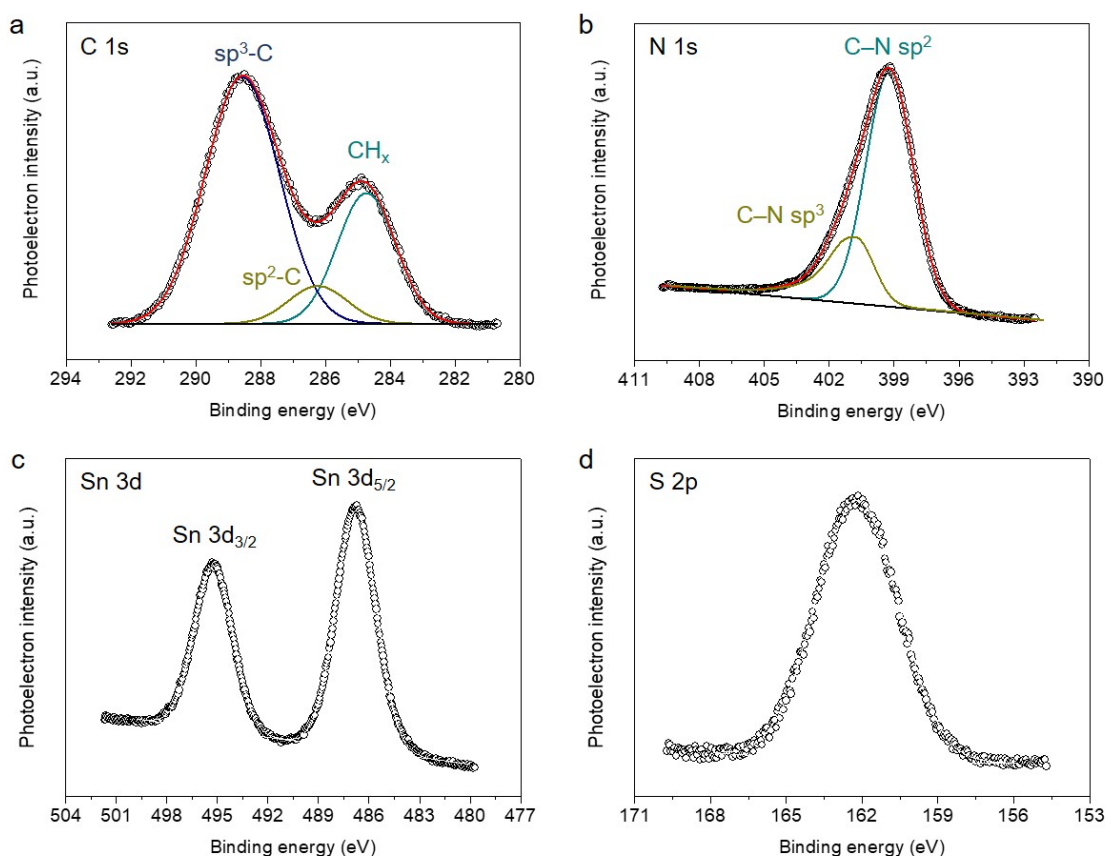 a
C 1s
sp³-C
CHₓ
sp²-C
Photoelectron intensity (a.u.)
294 292 290 288 286 284 282 280
Binding energy (eV)
b
N 1s
C–N sp²
C–N sp³
Photoelectron intensity (a.u.)
411 408 405 402 399 396 393 390
Binding energy (eV)
c
Sn 3d
Sn 3d₅/₂
Sn 3d₃/₂
Photoelectron intensity (a.u.)
504 501 498 495 492 489 486 483 480 477
Binding energy (eV)
d
S 2p
Photoelectron intensity (a.u.)
171 168 165 162 159 156 153
Binding energy (eV)